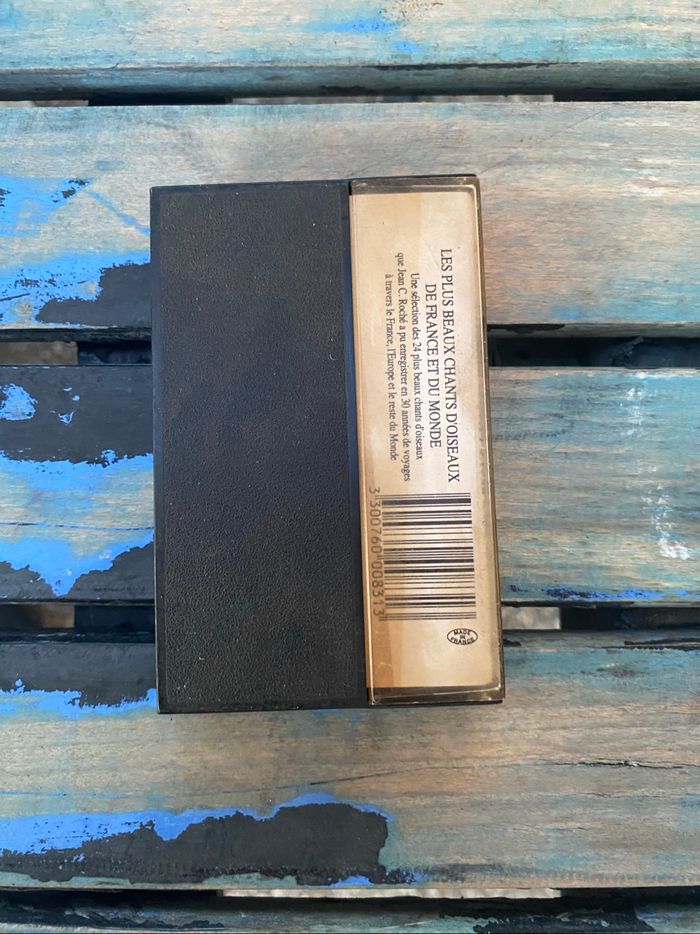 LES PLUS BEAUX CHANTS D'OISEAUX
DE FRANCE ET DU MONDE
Une sélection des 24 plus beaux chants d'oiseaux
que Jean C. Roché a pu enregistrer en 30 années de voyages
à travers le France, l'Europe et le reste du Monde
3 300760 008313
MADE
IN
FRANCE